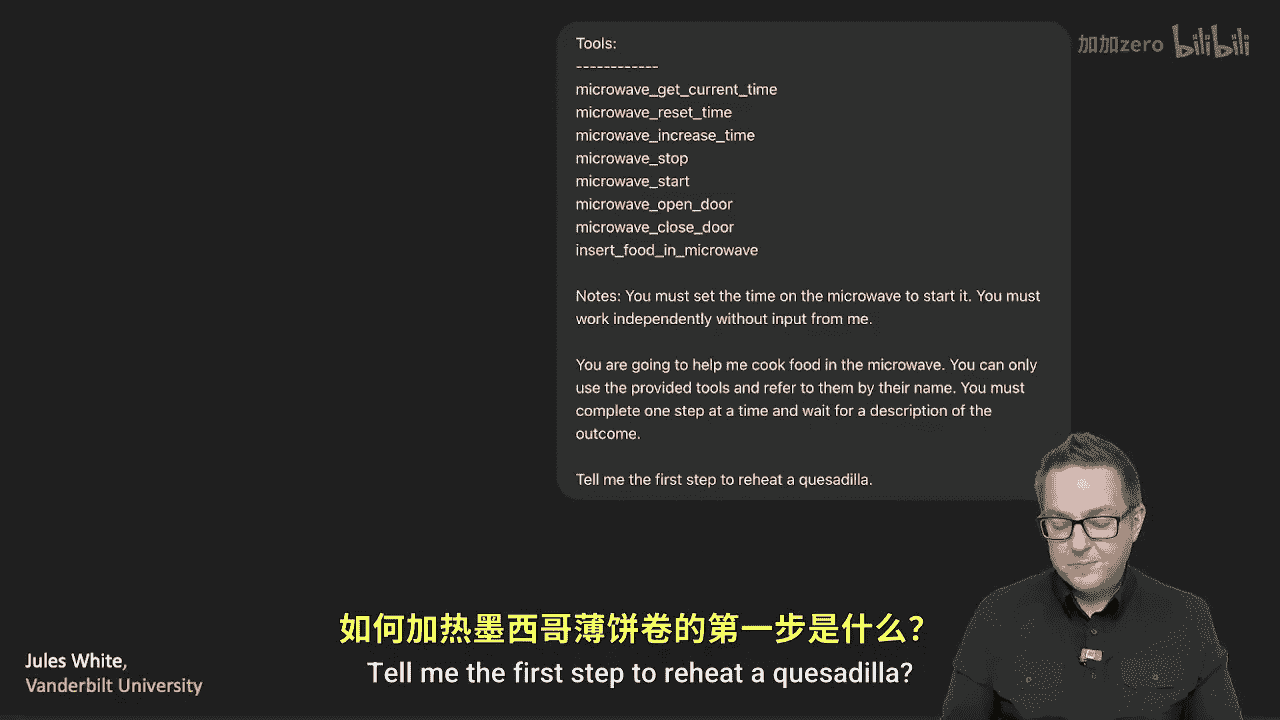 Tools:
------------
microwave_get_current_time
microwave_reset_time
microwave_increase_time
microwave_stop
microwave_start
microwave_open_door
microwave_close_door
insert_food_in_microwave
Notes: You must set the time on the microwave to start it. You must
work independently without input from me.
You are going to help me cook food in the microwave. You can only
use the provided tools and refer to them by their name. You must
complete one step at a time and wait for a description of the
outcome.
Tell me the first step to reheat a quesadilla.
加加zero bilibili
如何加热墨西哥薄饼卷的第一步是什么?
Tell me the first step to reheat a quesadilla?
Jules White,
Vanderbilt University